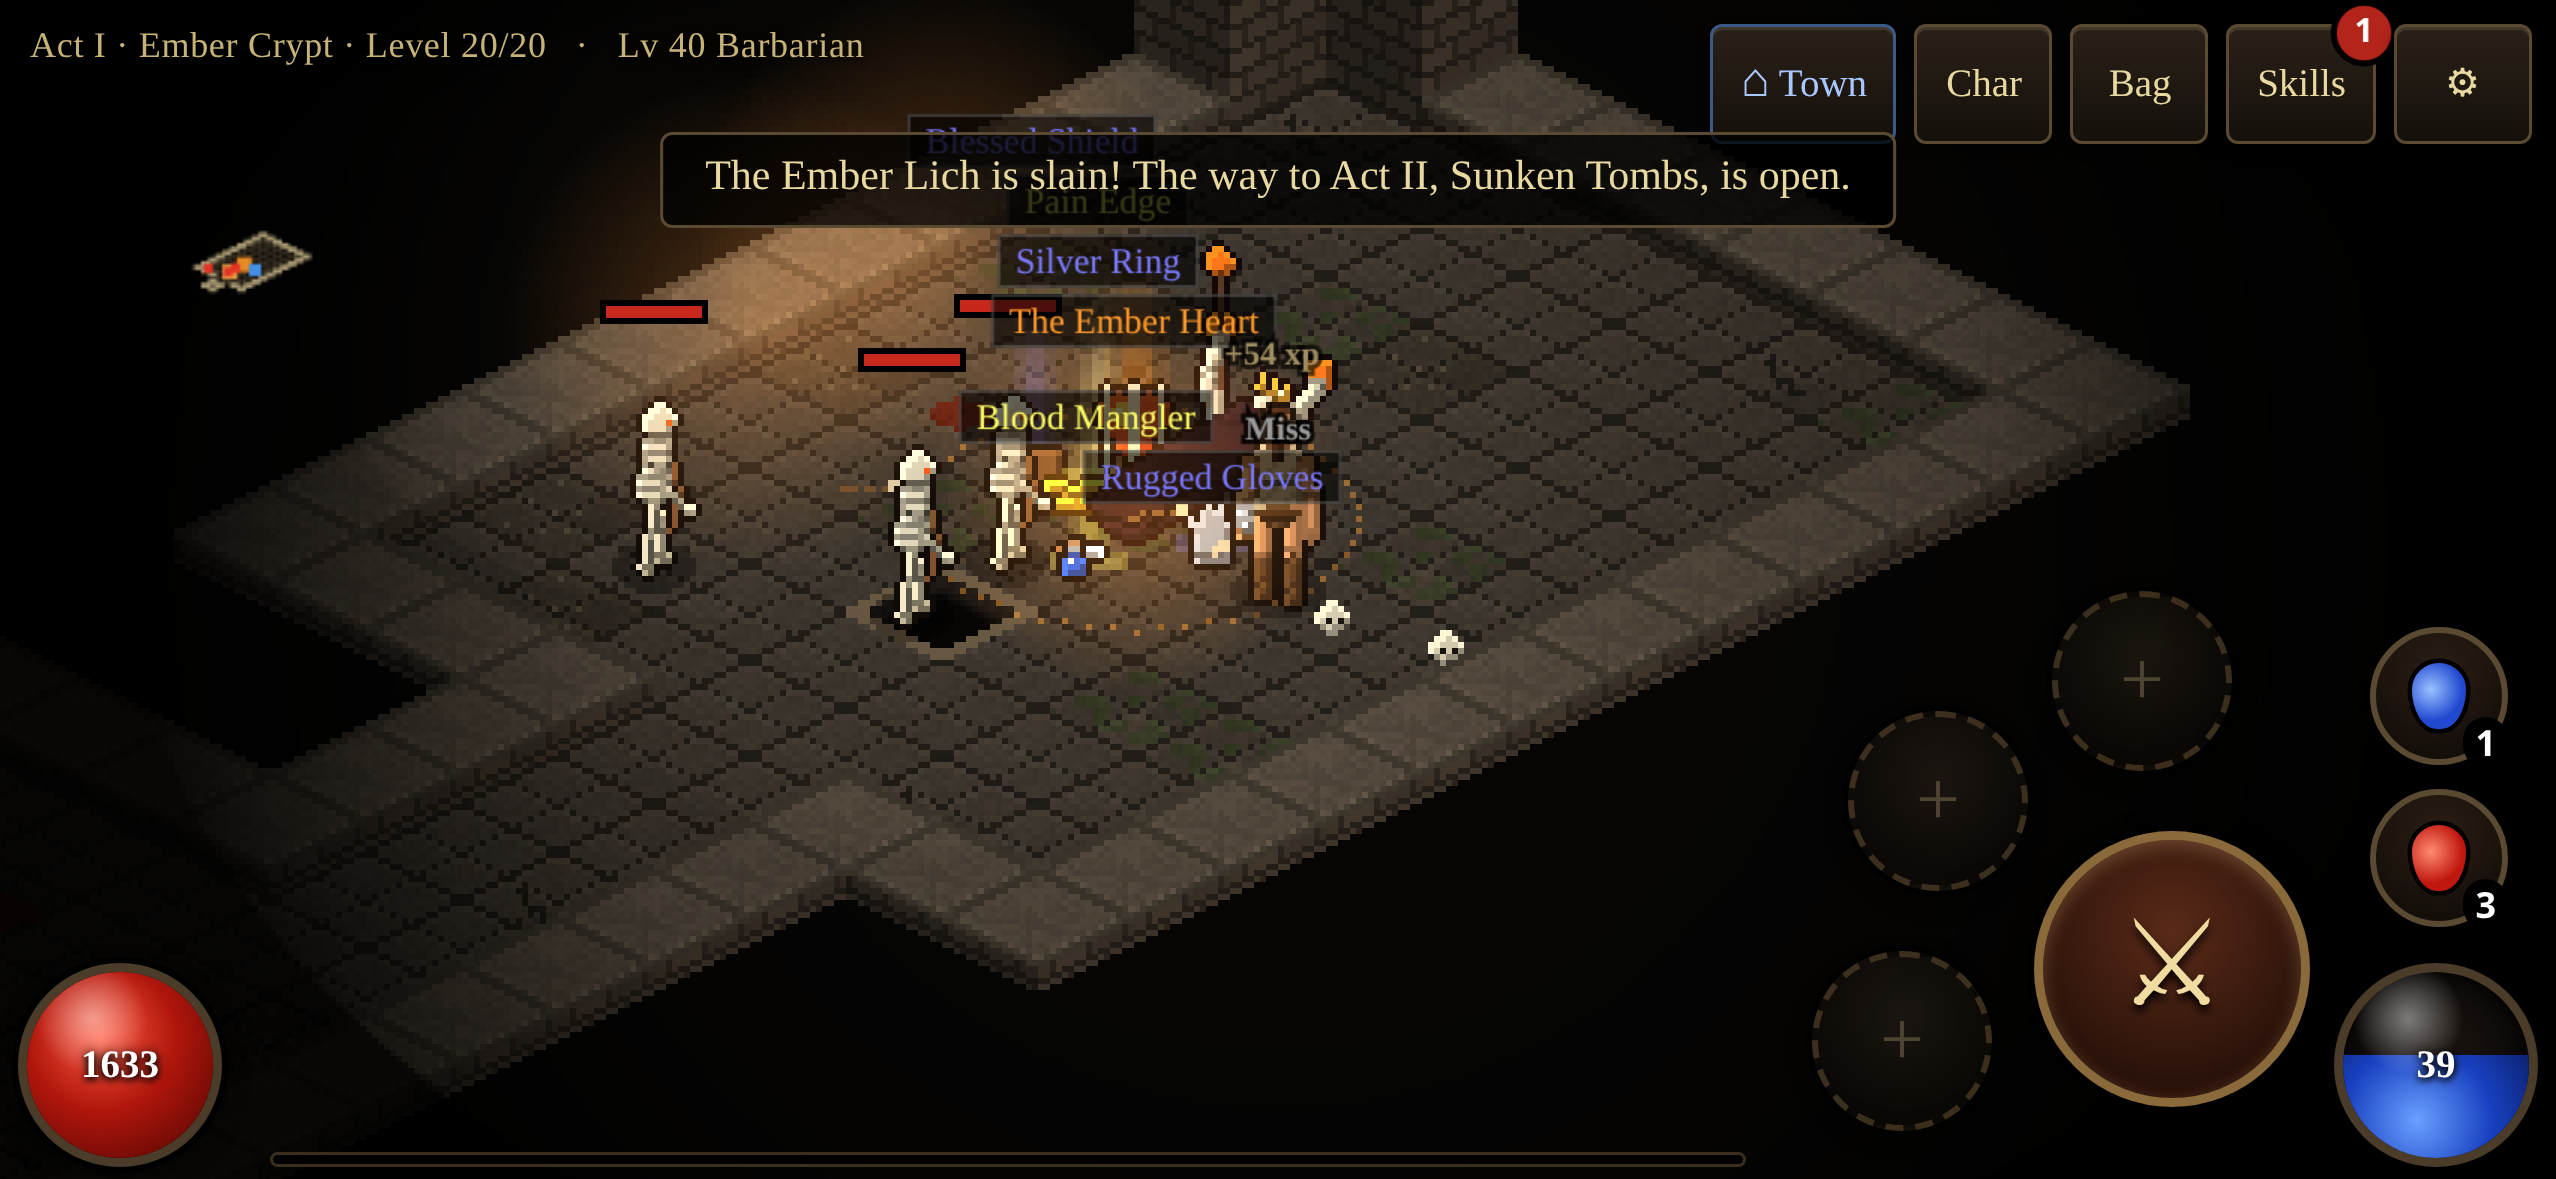 Act I · Ember Crypt · Level 20/20 · Lv 40 Barbarian
⌂ Town
Char
Bag
Skills
1
⚙
Blessed Shield
The Ember Lich is slain! The way to Act II, Sunken Tombs, is open.
Pain Edge
Silver Ring
The Ember Heart
+54 xp
Blood Mangler
Miss
Rugged Gloves
+
+
+
1
3
1633
39